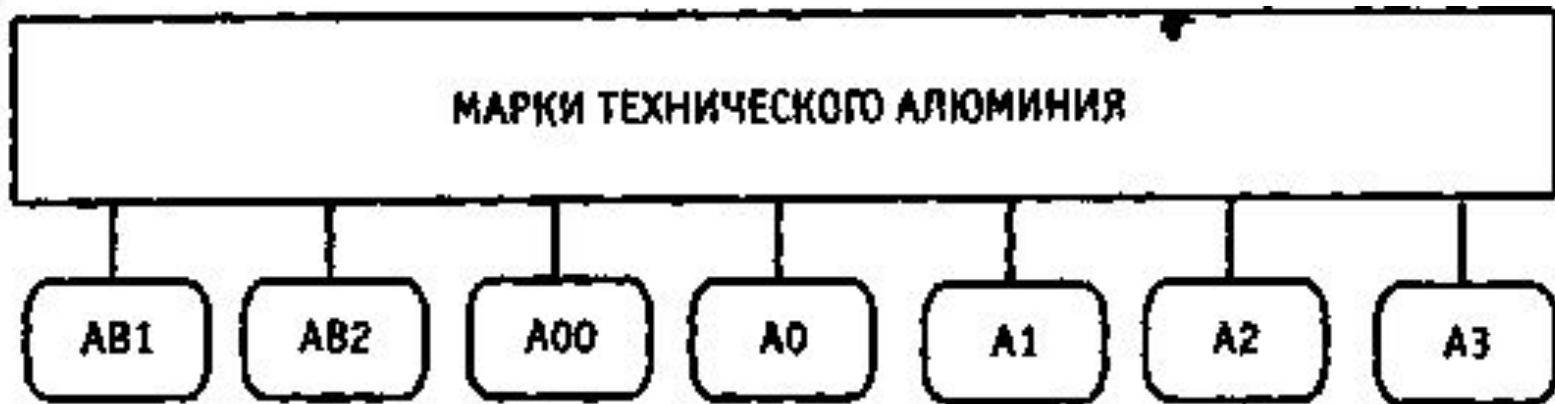 МАРКИ ТЕХНИЧЕСКОГО АЛЮМИНИЯ
АВ1 АВ2 А00 А0 А1 А2 А3